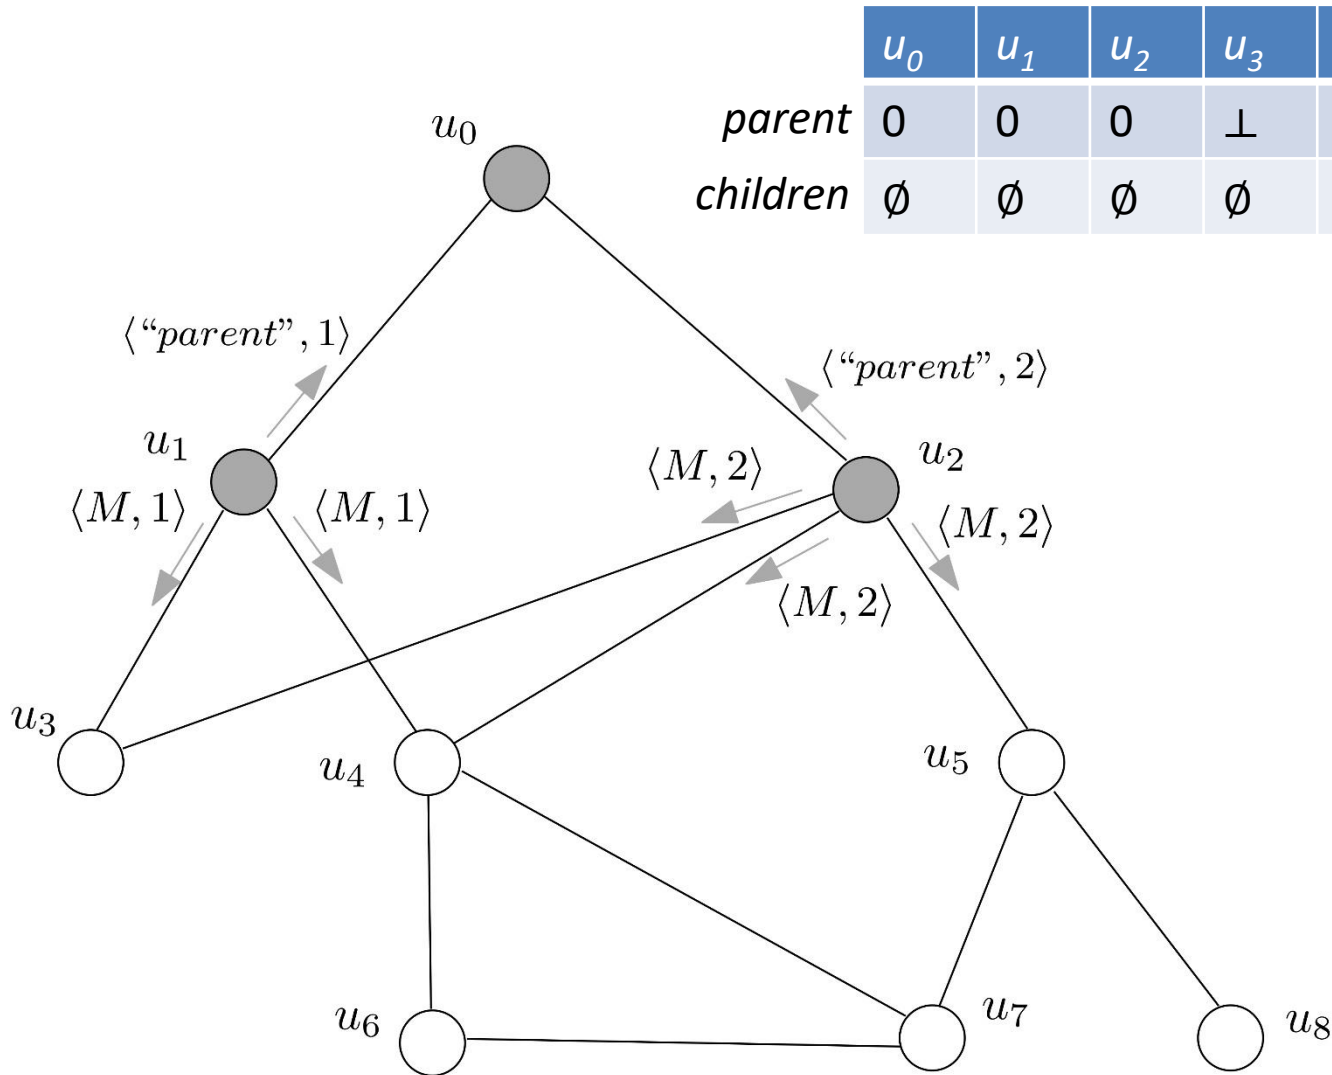 u₀ u₁ u₂ u₃
parent 0 0 0 ⊥
children ∅ ∅ ∅ ∅
u₀
⟨“parent”, 1⟩
⟨“parent”, 2⟩
u₁
u₂
⟨M, 1⟩ ⟨M, 1⟩
⟨M, 2⟩
⟨M, 2⟩
⟨M, 2⟩
u₃
u₄
u₅
u₆
u₇
u₈